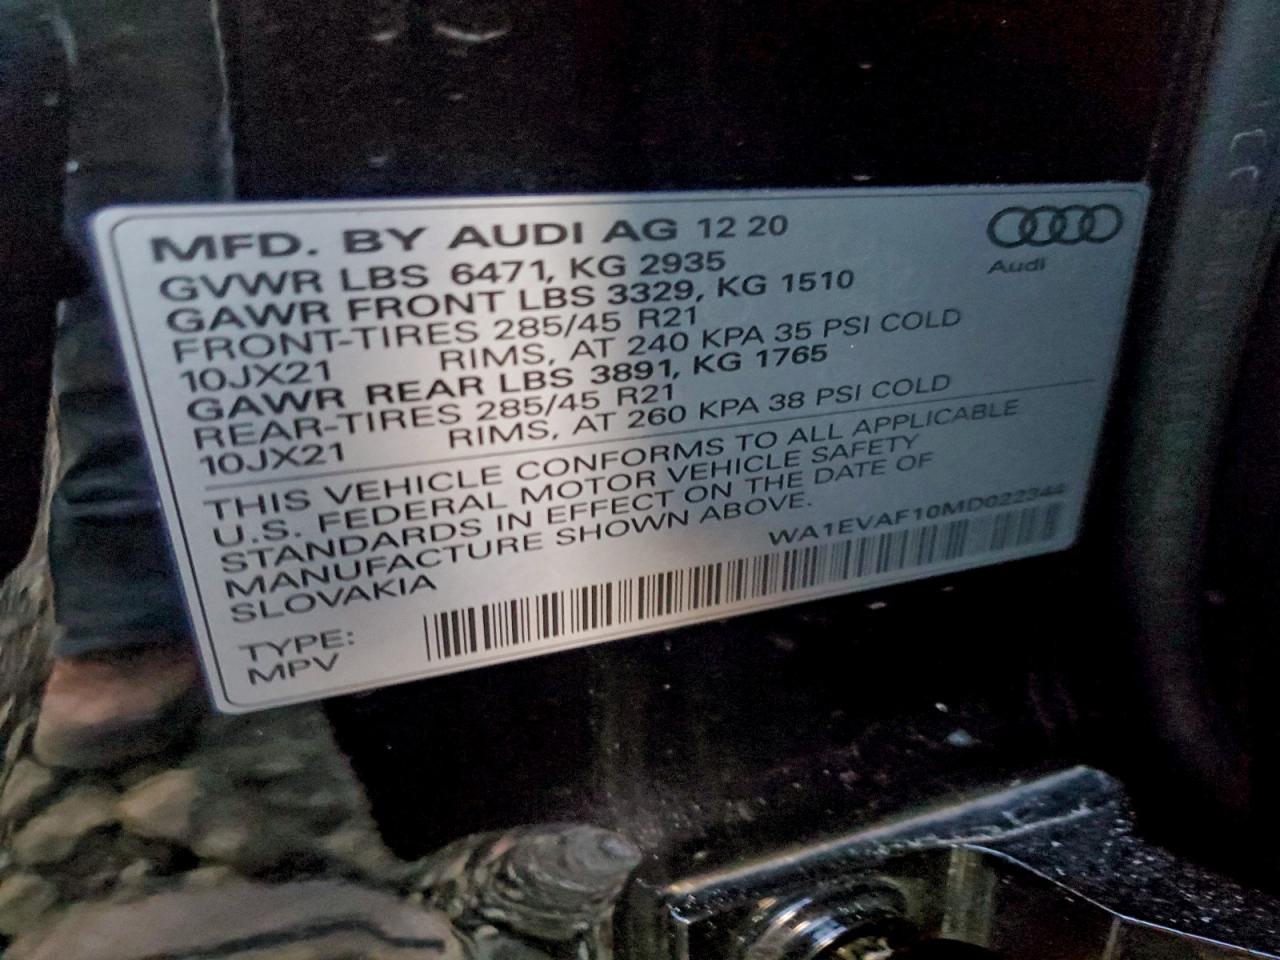 MFD. BY AUDI AG 12 20
GVWR LBS 6471, KG 2935
GAWR FRONT LBS 3329, KG 1510
FRONT-TIRES 285/45 R21
10JX21 RIMS, AT 240 KPA 35 PSI COLD
GAWR REAR LBS 3891, KG 1765
REAR-TIRES 285/45 R21
10JX21 RIMS, AT 260 KPA 38 PSI COLD
THIS VEHICLE CONFORMS TO ALL APPLICABLE
U.S. FEDERAL MOTOR VEHICLE SAFETY
STANDARDS IN EFFECT ON THE DATE OF
MANUFACTURE SHOWN ABOVE.
SLOVAKIA
WA1EVAF10MD022344
TYPE:
MPV
Audi